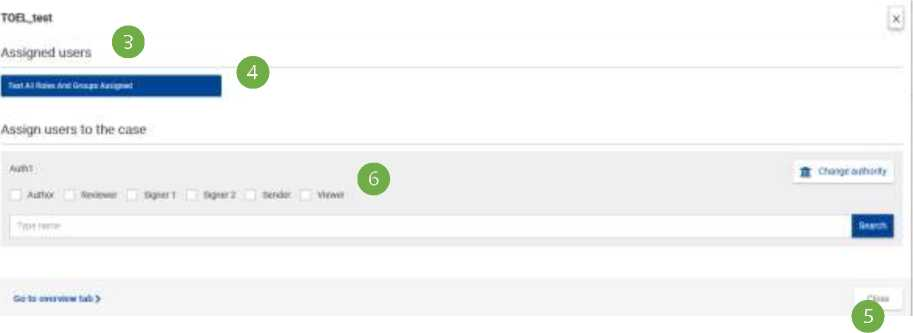 TOEL_test
×
3
Assigned users
4
Test All Roles And Groups Assigned
Assign users to the case
Auth1
6
Change authority
Author Reviewer Signer 1 Signer 2 Sender Viewer
Type name
Search
Go to overview tab >
Close
5